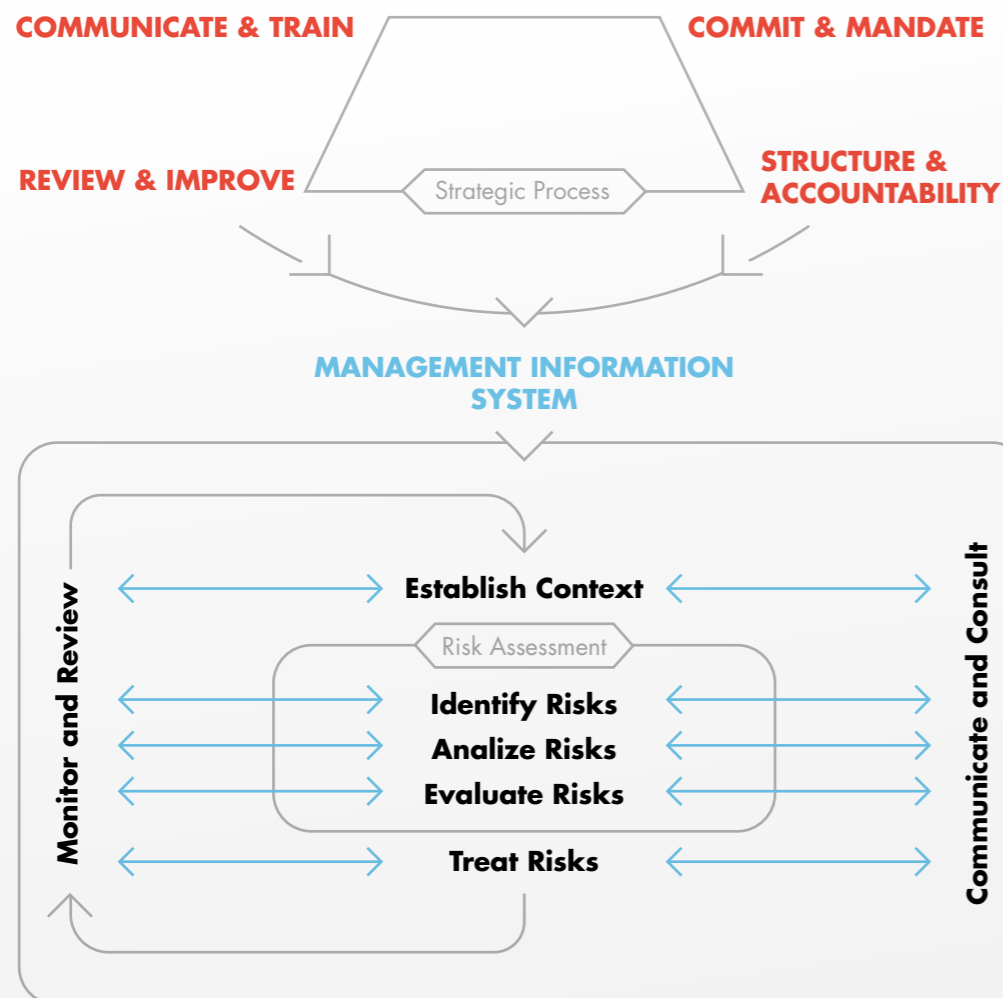 COMMUNICATE & TRAIN
COMMIT & MANDATE
REVIEW & IMPROVE
Strategic Process
STRUCTURE &
ACCOUNTABILITY
MANAGEMENT INFORMATION
SYSTEM
Monitor and Review
Establish Context
Risk Assessment
Identify Risks
Analize Risks
Evaluate Risks
Treat Risks
Communicate and Consult